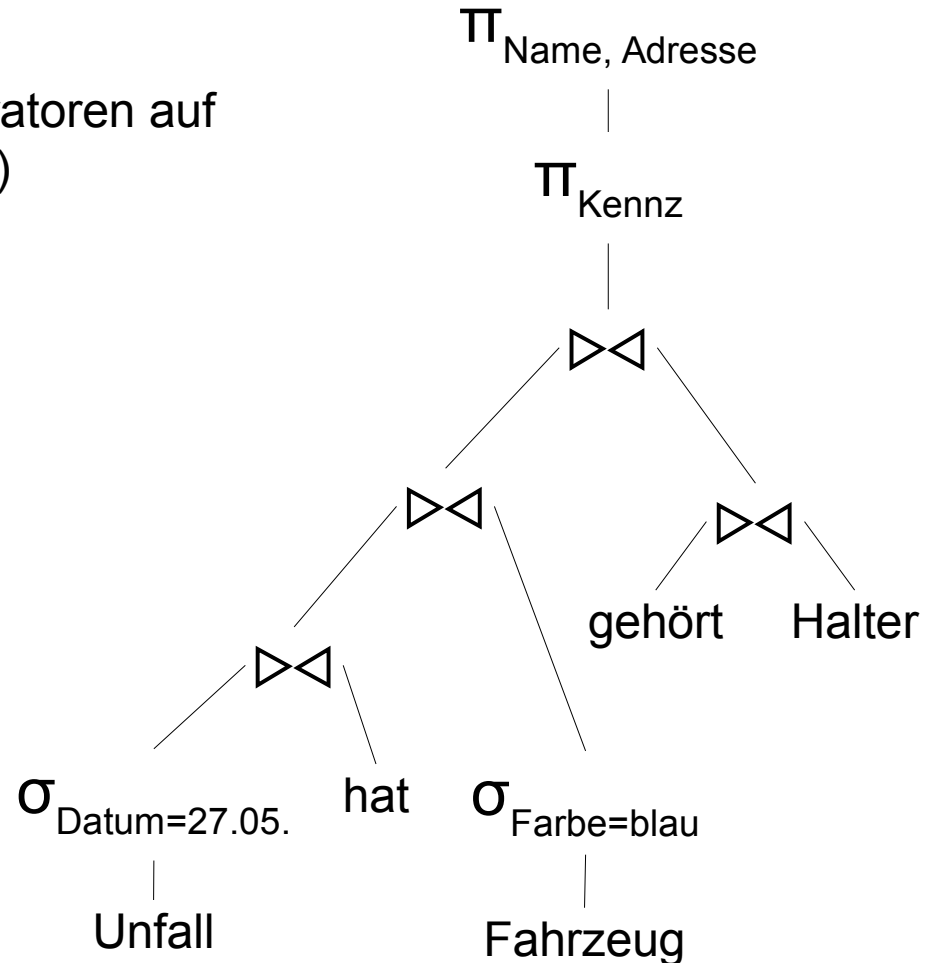 π Name, Adresse
atoren auf
)
π Kennz
⋈
⋈
⋈
gehört Halter
⋈
σ Datum=27.05. hat σ Farbe=blau
Unfall Fahrzeug